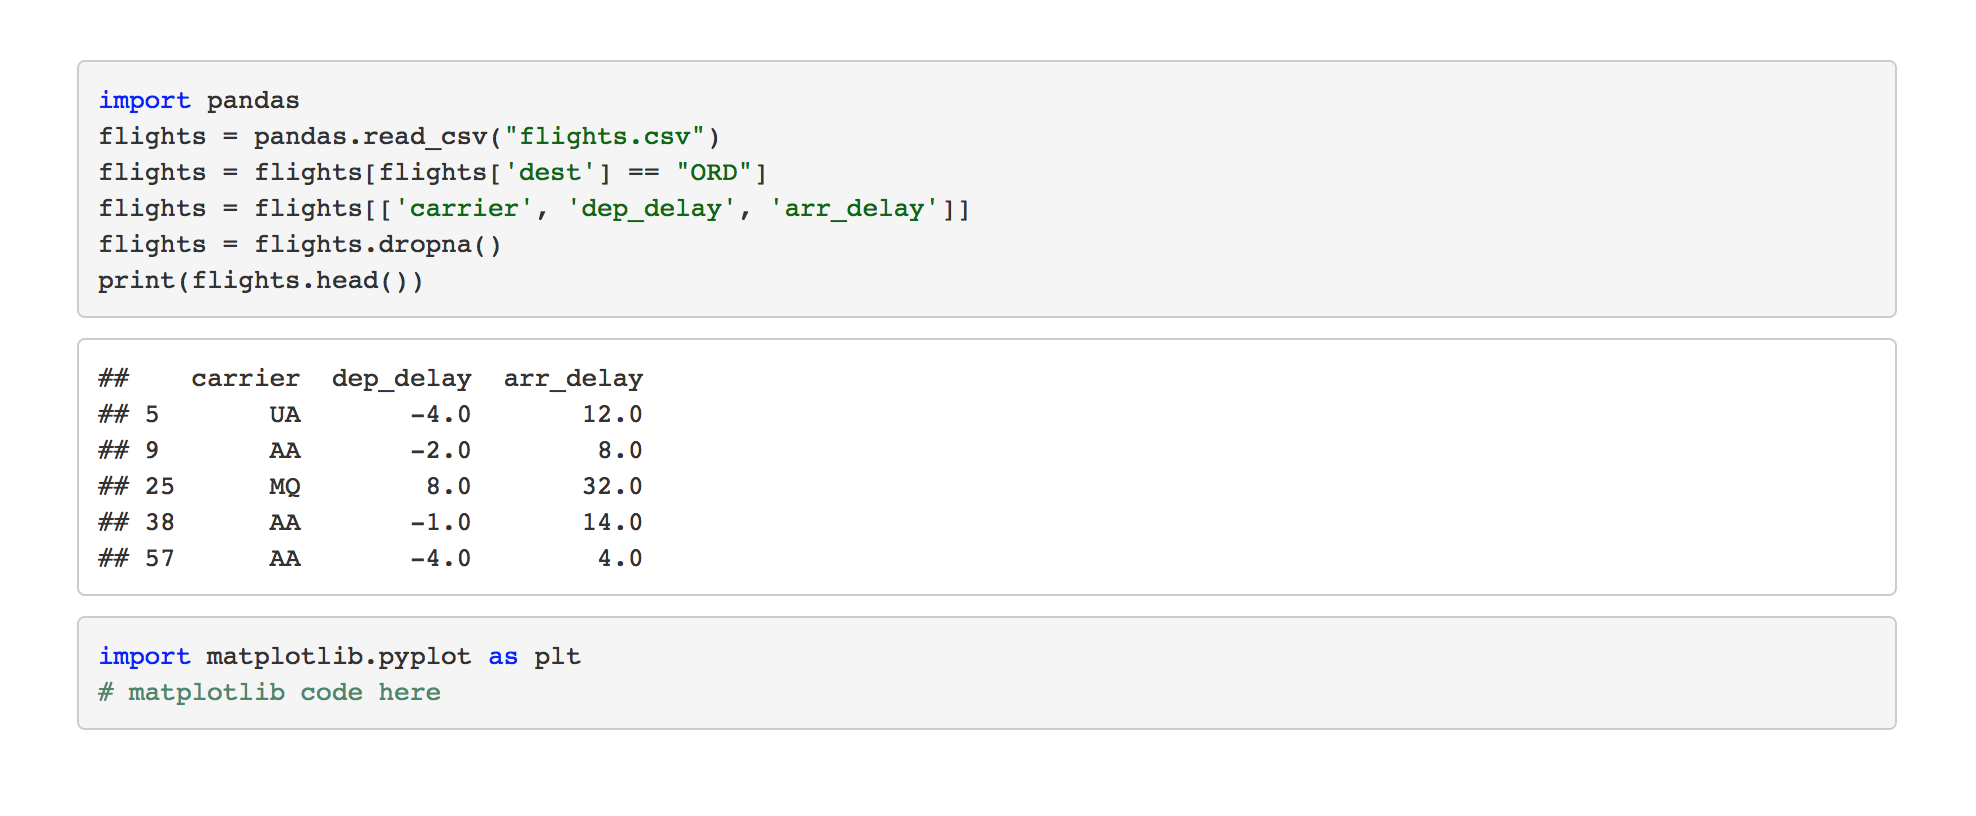 import pandas
flights = pandas.read_csv("flights.csv")
flights = flights[flights['dest'] == "ORD"]
flights = flights[['carrier', 'dep_delay', 'arr_delay']]
flights = flights.dropna()
print(flights.head())
##    carrier  dep_delay  arr_delay
## 5       UA       -4.0       12.0
## 9       AA       -2.0        8.0
## 25      MQ        8.0       32.0
## 38      AA       -1.0       14.0
## 57      AA       -4.0        4.0
import matplotlib.pyplot as plt
# matplotlib code here